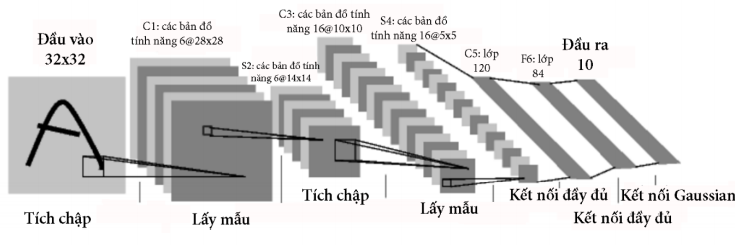 Đầu vào
32x32
C1: các bản đồ
tính năng 6@28x28
S2: các bản đồ tính
năng 6@14x14
C3: các bản đồ tính
năng 16@10x10
S4: các bản đồ
tính năng 16@5x5
C5: lớp
120
F6: lớp
84
Đầu ra
10
Tích chập
Lấy mẫu
Tích chập
Lấy mẫu
Kết nối đầy đủ
Kết nối Gaussian
Kết nối đầy đủ